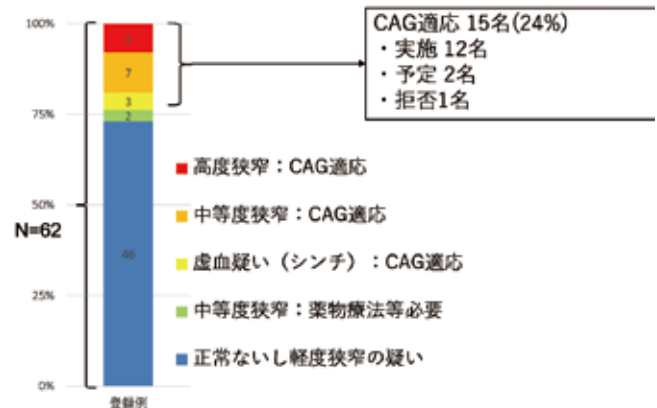 100%
75%
50%
25%
0%
N=62
5
7
3
2
46
登録例
CAG適応 15名(24%)
・実施 12名
・予定 2名
・拒否1名
高度狭窄：CAG適応
中等度狭窄：CAG適応
虚血疑い（シンチ）：CAG適応
中等度狭窄：薬物療法等必要
正常ないし軽度狭窄の疑い